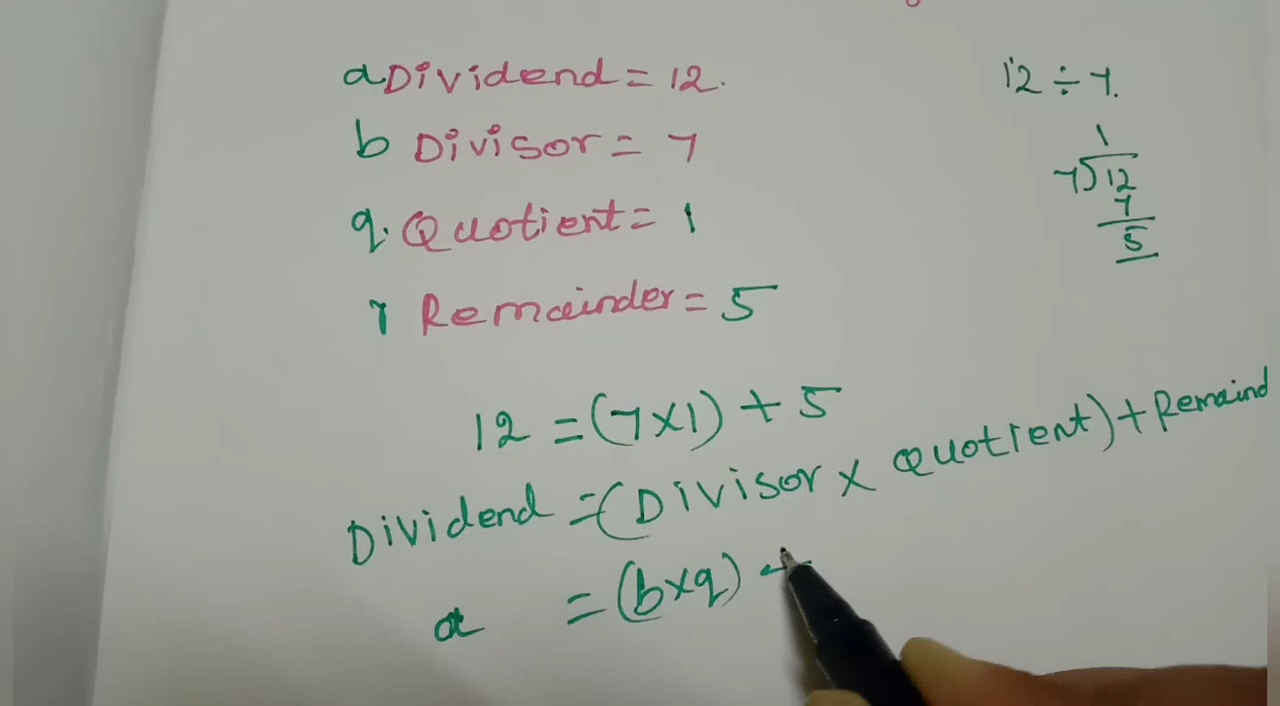 a Dividend = 12.
b Divisor = 7
q. Quotient = 1
r Remainder = 5
12 ÷ 7.
1
7)12
7
5
12 = (7×1) + 5
Dividend = (Divisor × Quotient) + Remaind
a = (b×q) +